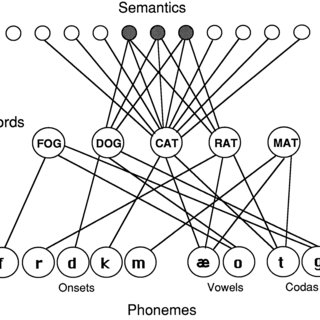 Semantics
ords
FOG DOG CAT RAT MAT
f r d k m æ o t g
Onsets Vowels Codas
Phonemes